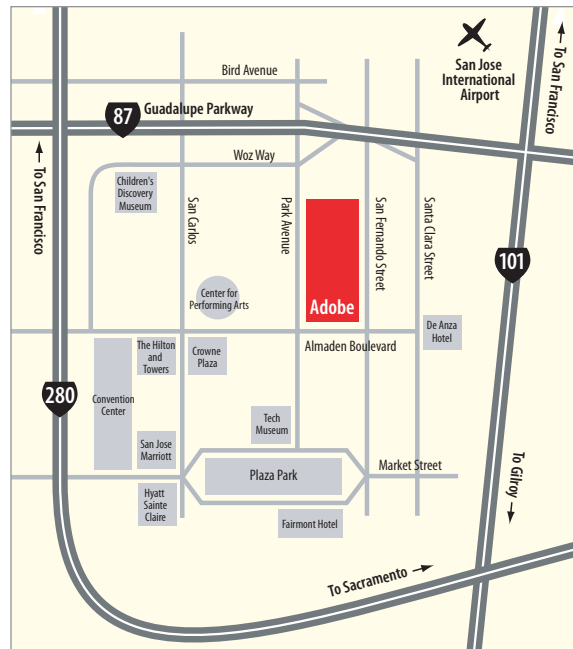 To San Francisco
San Jose
International
Airport
Bird Avenue
87
Guadalupe Parkway
Woz Way
To San Francisco
Children's
Discovery
Museum
San Carlos
Park Avenue
San Fernando Street
Santa Clara Street
101
Center for
Performing Arts
Adobe
De Anza
Hotel
The Hilton
and
Towers
Crowne
Plaza
Almaden Boulevard
280
Convention
Center
Tech
Museum
San Jose
Marriott
Plaza Park
Market Street
To Gilroy
Hyatt
Sainte
Claire
Fairmont Hotel
To Sacramento